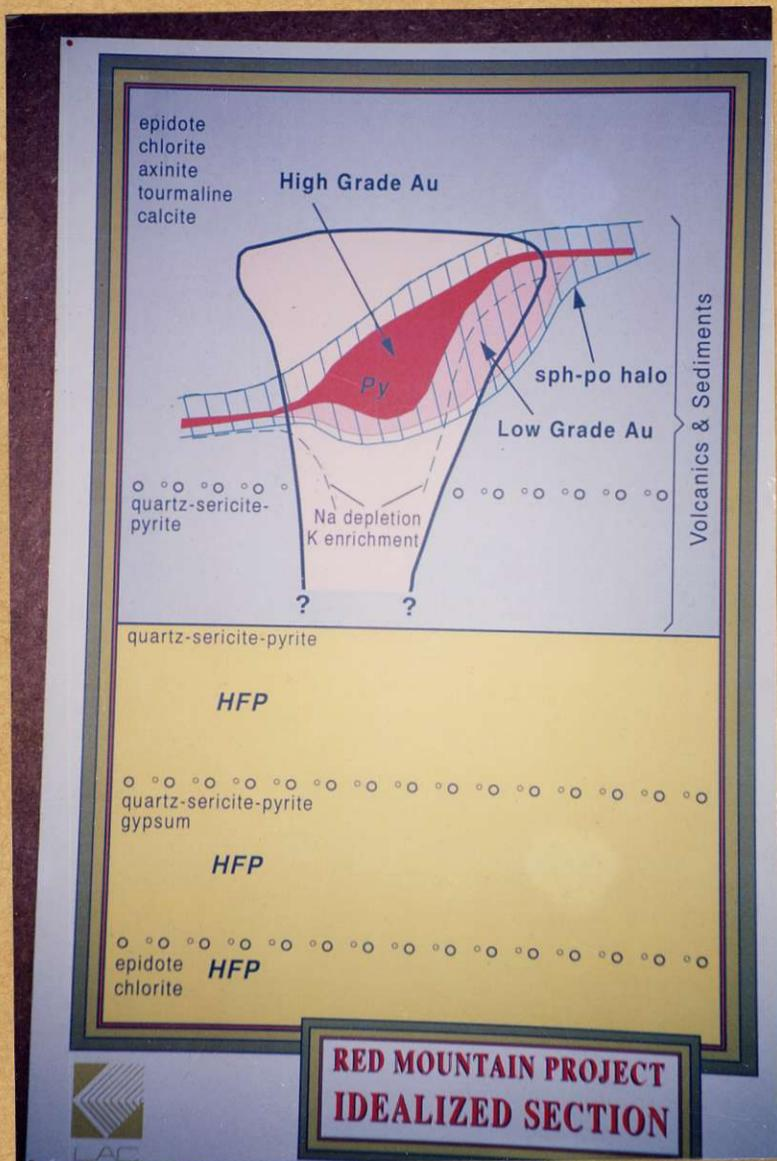 epidote
chlorite
axinite
tourmaline
calcite
High Grade Au
Py
sph-po halo
Low Grade Au
Volcanics & Sediments
quartz-sericite-
pyrite
Na depletion
K enrichment
? ?
quartz-sericite-pyrite
HFP
quartz-sericite-pyrite
gypsum
HFP
epidote
chlorite
HFP
RED MOUNTAIN PROJECT
IDEALIZED SECTION
LAC